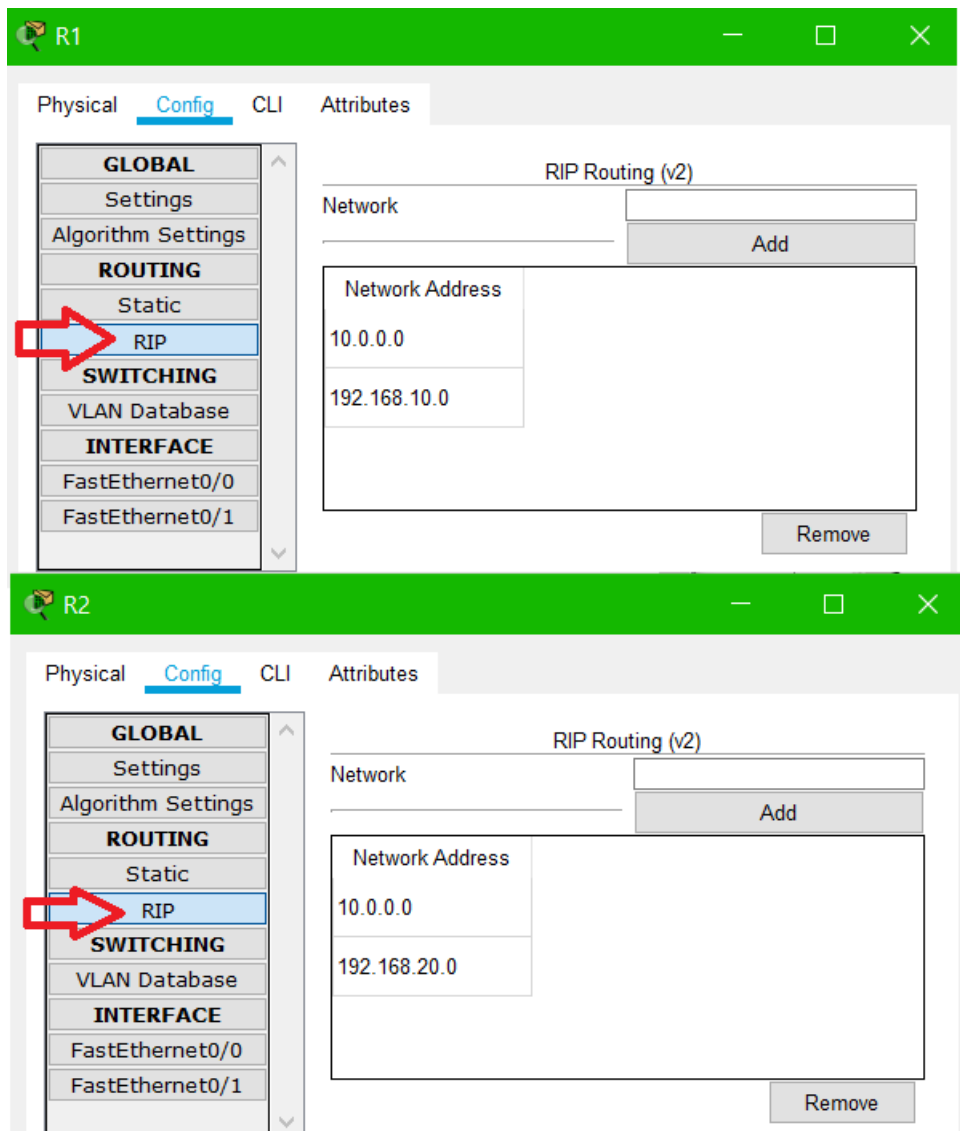 R1
Physical Config CLI Attributes
GLOBAL
Settings
Algorithm Settings
ROUTING
Static
RIP
SWITCHING
VLAN Database
INTERFACE
FastEthernet0/0
FastEthernet0/1
RIP Routing (v2)
Network
Add
Network Address
10.0.0.0
192.168.10.0
Remove
R2
Physical Config CLI Attributes
GLOBAL
Settings
Algorithm Settings
ROUTING
Static
RIP
SWITCHING
VLAN Database
INTERFACE
FastEthernet0/0
FastEthernet0/1
RIP Routing (v2)
Network
Add
Network Address
10.0.0.0
192.168.20.0
Remove